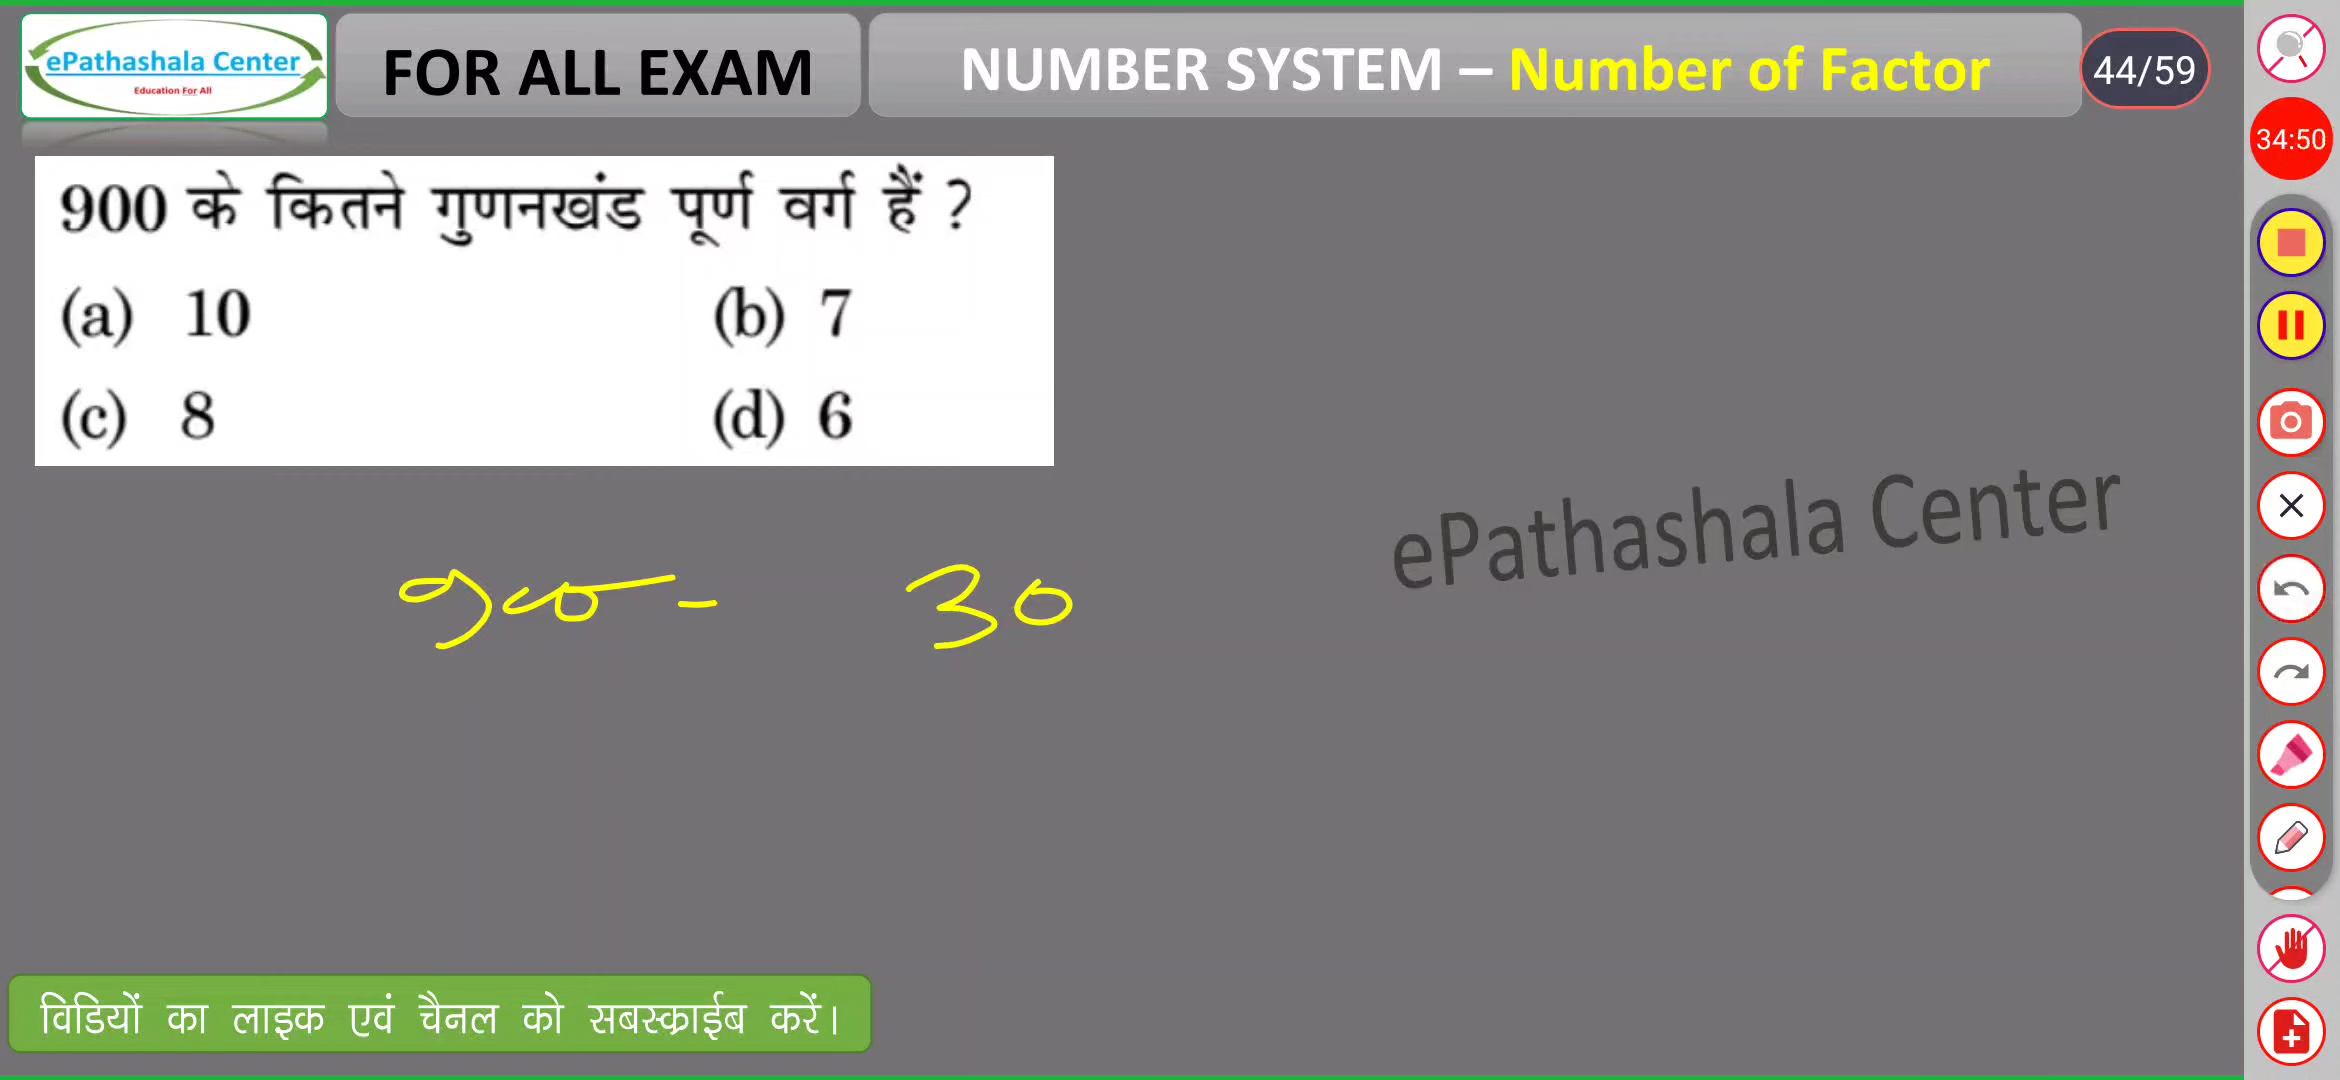 ePathashala Center
Education For All
FOR ALL EXAM
NUMBER SYSTEM – Number of Factor
44/59
34:50
900 के कितने गुणनखंड पूर्ण वर्ग हैं ?
(a) 10
(b) 7
(c) 8
(d) 6
ePathashala Center
900 - 30
विडियों का लाइक एवं चैनल को सबस्क्राईब करें।